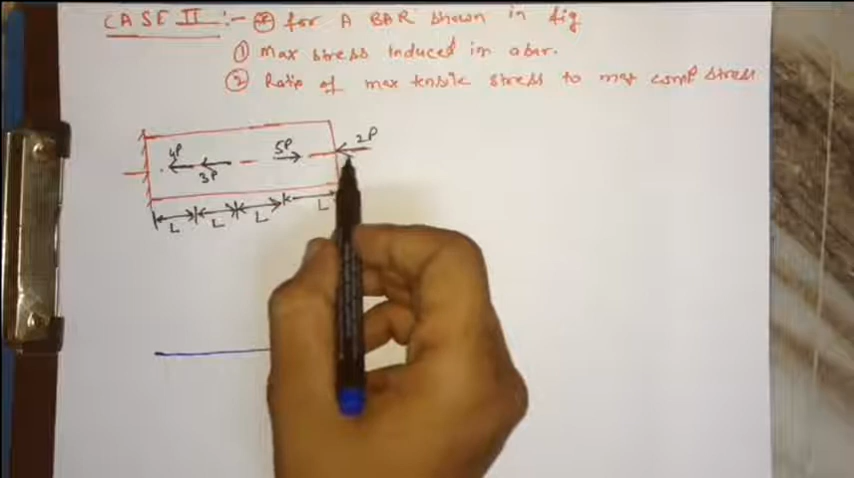 CASE II :- * for A BAR shown in fig
① Max stress Induced in abar.
② Ratio of max tensile stress to max comp stress
4P 3P 5P 2P
L L L L